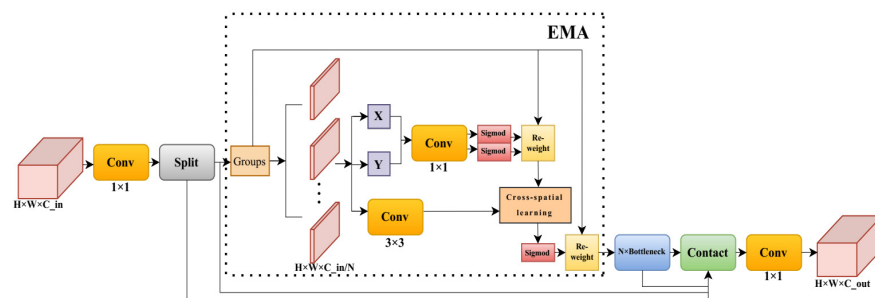 EMA
H×W×C_in
Conv
1×1
Split
Groups
H×W×C_in/N
X
Y
Conv
1×1
Conv
3×3
Sigmod
Sigmod
Re-
weight
Cross-spatial
learning
Sigmod
Re-
weight
N×Bottleneck
Contact
Conv
1×1
H×W×C_out